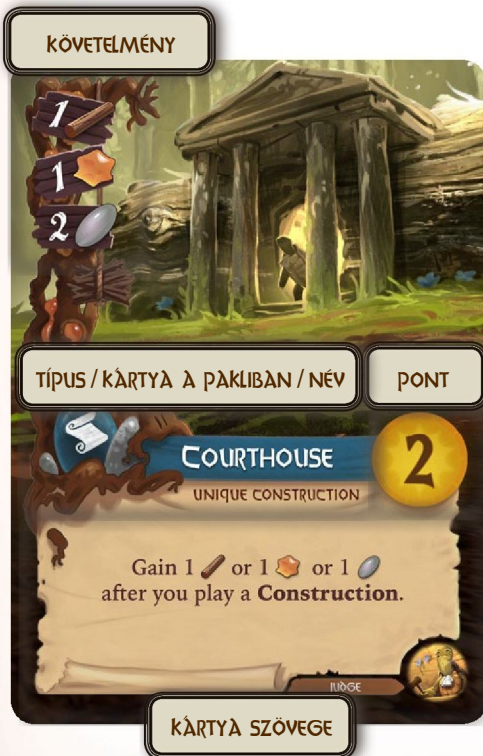 KÖVETELMÉNY
1
1
2
TÍPUS / KÁRTYA A PAKLIBAN / NÉV
PONT
COURTHOUSE
2
UNIQUE CONSTRUCTION
Gain 1 or 1 or 1
after you play a Construction.
JUDGE
KÁRTYA SZÖVEGE